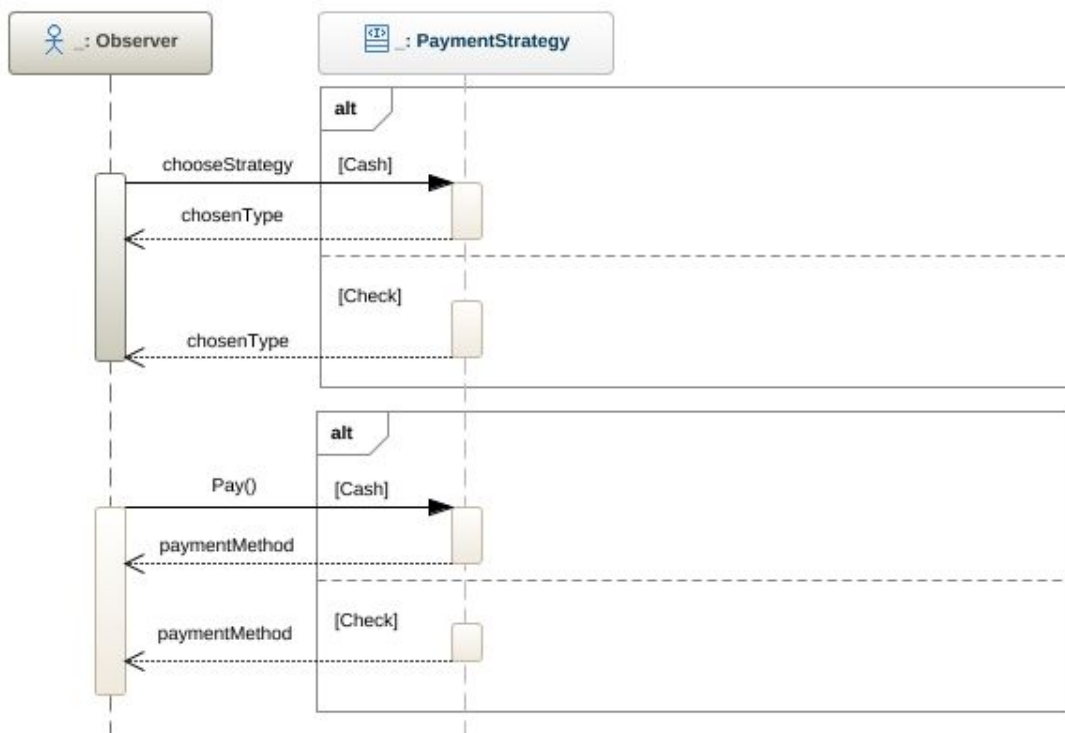 _: Observer
_: PaymentStrategy
alt
chooseStrategy
[Cash]
chosenType
[Check]
chosenType
alt
Pay()
[Cash]
paymentMethod
[Check]
paymentMethod